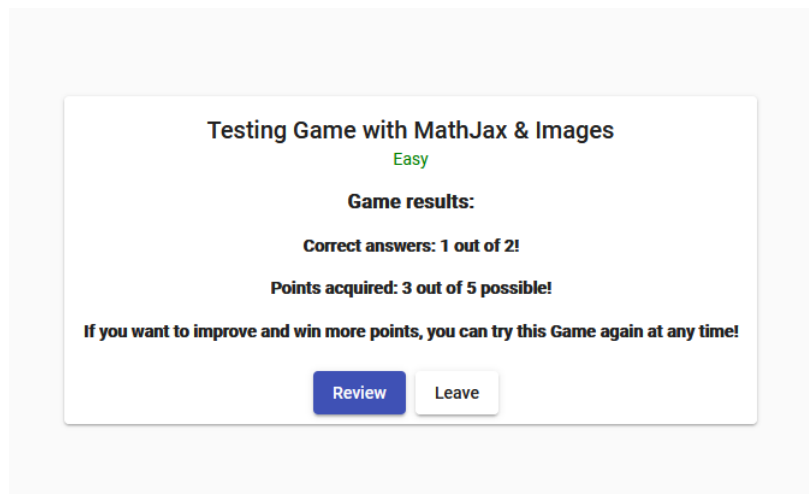 Testing Game with MathJax & Images
Easy
Game results:
Correct answers: 1 out of 2!
Points acquired: 3 out of 5 possible!
If you want to improve and win more points, you can try this Game again at any time!
Review Leave